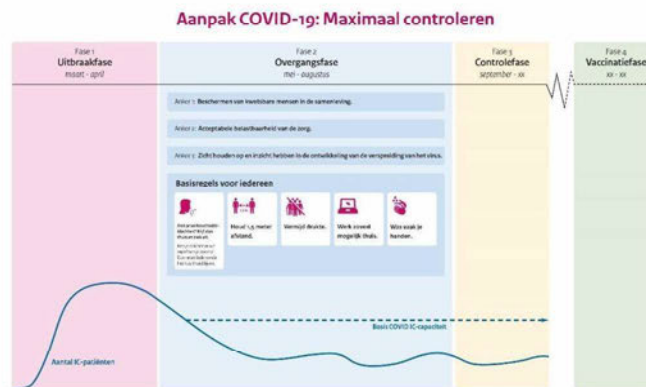 Aanpak COVID-19: Maximaal controleren
Fase 1
Uitbraakfase
maart - april
Fase 2
Overgangsfase
mei - augustus
Fase 3
Controlefase
september - xx
Fase 4
Vaccinatiefase
xx - xx
Anker 1: Beschermen van kwetsbare mensen in de samenleving.
Anker 2: Acceptabele belastbaarheid van de zorg.
Anker 3: Zicht houden op en inzicht hebben in de ontwikkeling van de verspreiding van het virus.
Basisregels voor iedereen
Houd 1,5 meter
afstand.
Vermijd drukte.
Werk zoveel
mogelijk thuis.
Was vaak je
handen.
Basis COVID IC-capaciteit
Aantal IC-patiënten